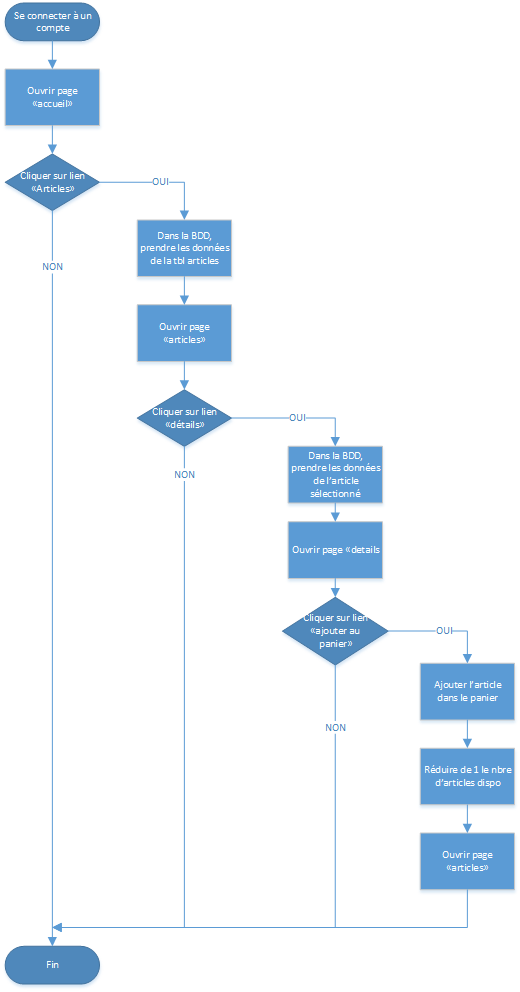 Se connecter à un
compte
Ouvrir page
«accueil»
Cliquer sur lien
«Articles»
OUI
Dans la BDD,
prendre les données
de la tbl articles
NON
Ouvrir page
«articles»
Cliquer sur lien
«détails»
OUI
NON
Dans la BDD,
prendre les données
de l'article
sélectionné
Ouvrir page «details
Cliquer sur lien
«ajouter au
panier»
OUI
NON
Ajouter l'article
dans le panier
Réduire de 1 le nbre
d'articles dispo
Ouvrir page
«articles»
Fin